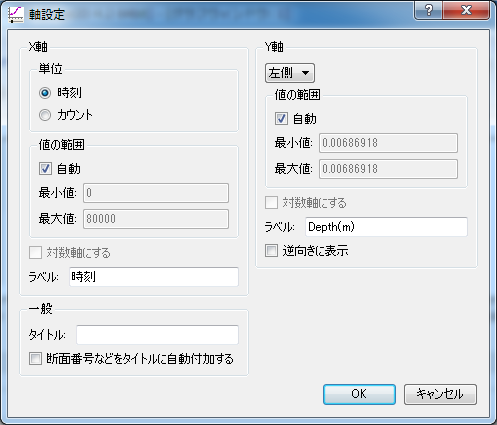 軸設定
X軸
単位
時刻
カウント
値の範囲
自動
最小値: 0
最大値: 80000
対数軸にする
ラベル: 時刻
一般
タイトル:
断面番号などをタイトルに自動付加する
Y軸
左側
値の範囲
自動
最小値: 0.00686918
最大値: 0.00686918
対数軸にする
ラベル: Depth(m)
逆向きに表示
OK
キャンセル